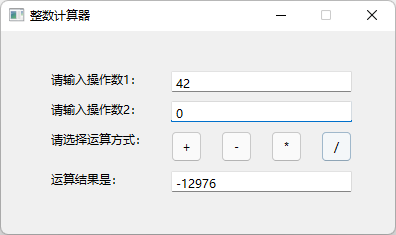 整数计算器
请输入操作数1： 42
请输入操作数2： 0
请选择运算方式： + - * /
运算结果是： -12976